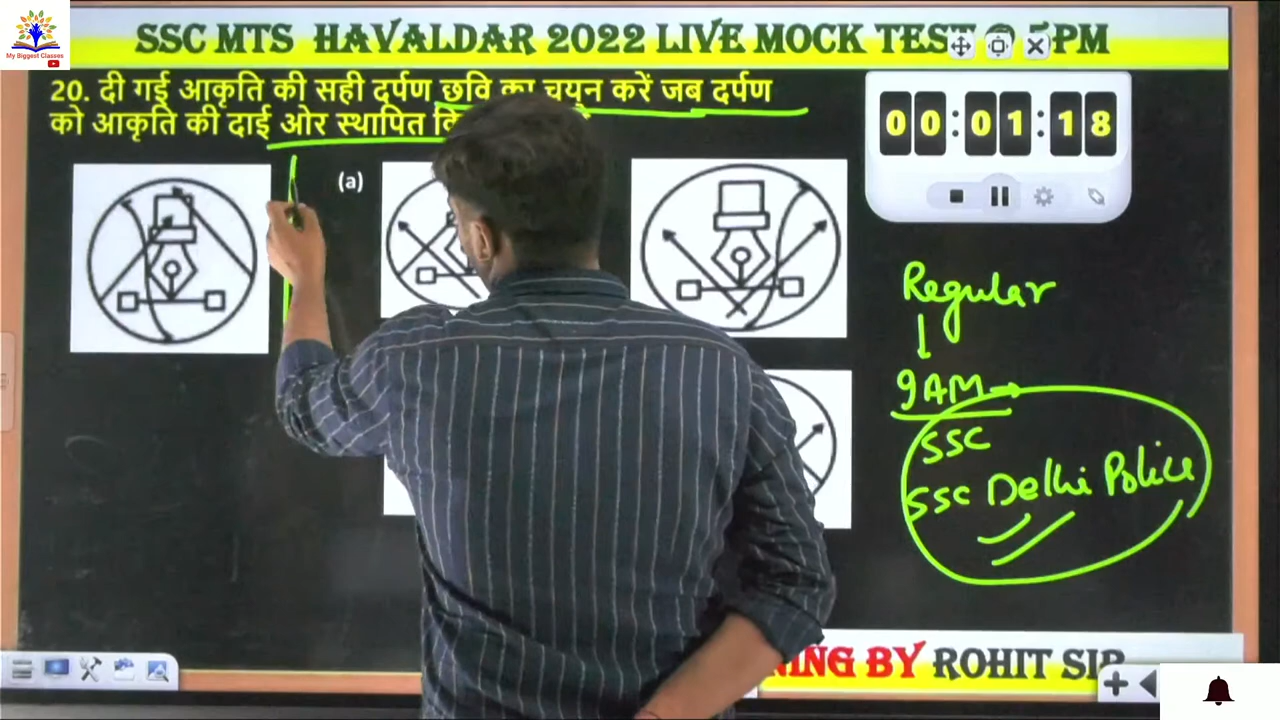 My Biggest Classes
SSC MTS HAVALDAR 2022 LIVE MOCK TEST @ 5PM
20. दी गई आकृति की सही दर्पण छवि का चयन करें जब दर्पण
को आकृति की दाई ओर स्थापित
(a)
00:01:18
Regular
9AM
SSC
SSC Delhi Police
BY ROHIT SIR